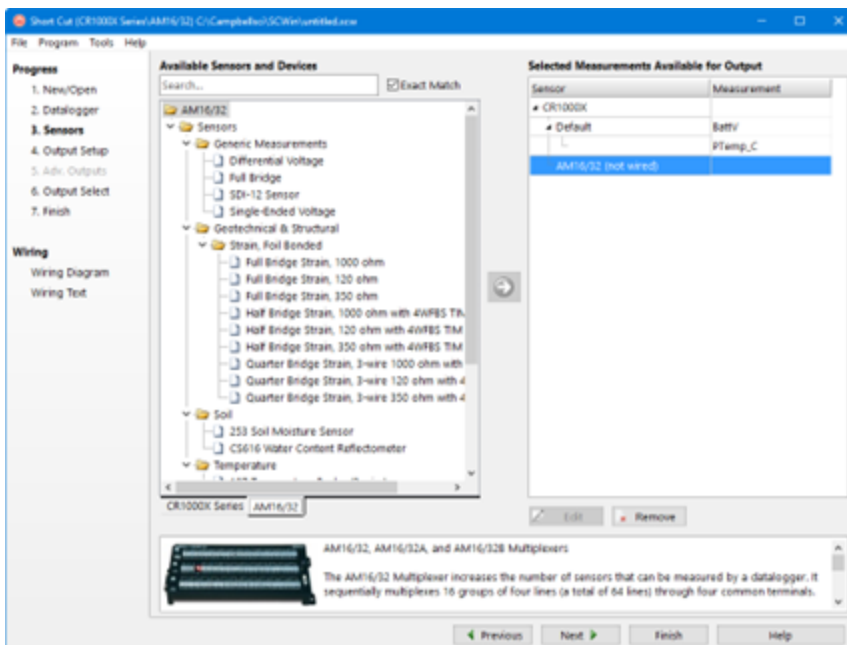 Short Cut (CR1000X Series\AM16/32) C:\Campbellsci\SCWin\untitled.scw
File Program Tools Help
Progress
1. New/Open
2. Datalogger
3. Sensors
4. Output Setup
5. Adv. Outputs
6. Output Select
7. Finish
Wiring
Wiring Diagram
Wiring Text
Available Sensors and Devices
Search...
Exact Match
AM16/32
Sensors
Generic Measurements
Differential Voltage
Full Bridge
SDI-12 Sensor
Single-Ended Voltage
Geotechnical & Structural
Strain, Foil Bonded
Full Bridge Strain, 1000 ohm
Full Bridge Strain, 120 ohm
Full Bridge Strain, 350 ohm
Half Bridge Strain, 1000 ohm with 4WFBS TIM
Half Bridge Strain, 120 ohm with 4WFBS TIM
Half Bridge Strain, 350 ohm with 4WFBS TIM
Quarter Bridge Strain, 3-wire 1000 ohm with
Quarter Bridge Strain, 3-wire 120 ohm with 4
Quarter Bridge Strain, 3-wire 350 ohm with 4
Soil
253 Soil Moisture Sensor
CS616 Water Content Reflectometer
Temperature
CR1000X Series AM16/32
Selected Measurements Available for Output
Sensor Measurement
CR1000X
Default BattV
PTemp_C
AM16/32 (not wired)
Edit Remove
AM16/32, AM16/32A, and AM16/32B Multiplexers
The AM16/32 Multiplexer increases the number of sensors that can be measured by a datalogger. It
sequentially multiplexes 16 groups of four lines (a total of 64 lines) through four common terminals.
Previous Next Finish Help